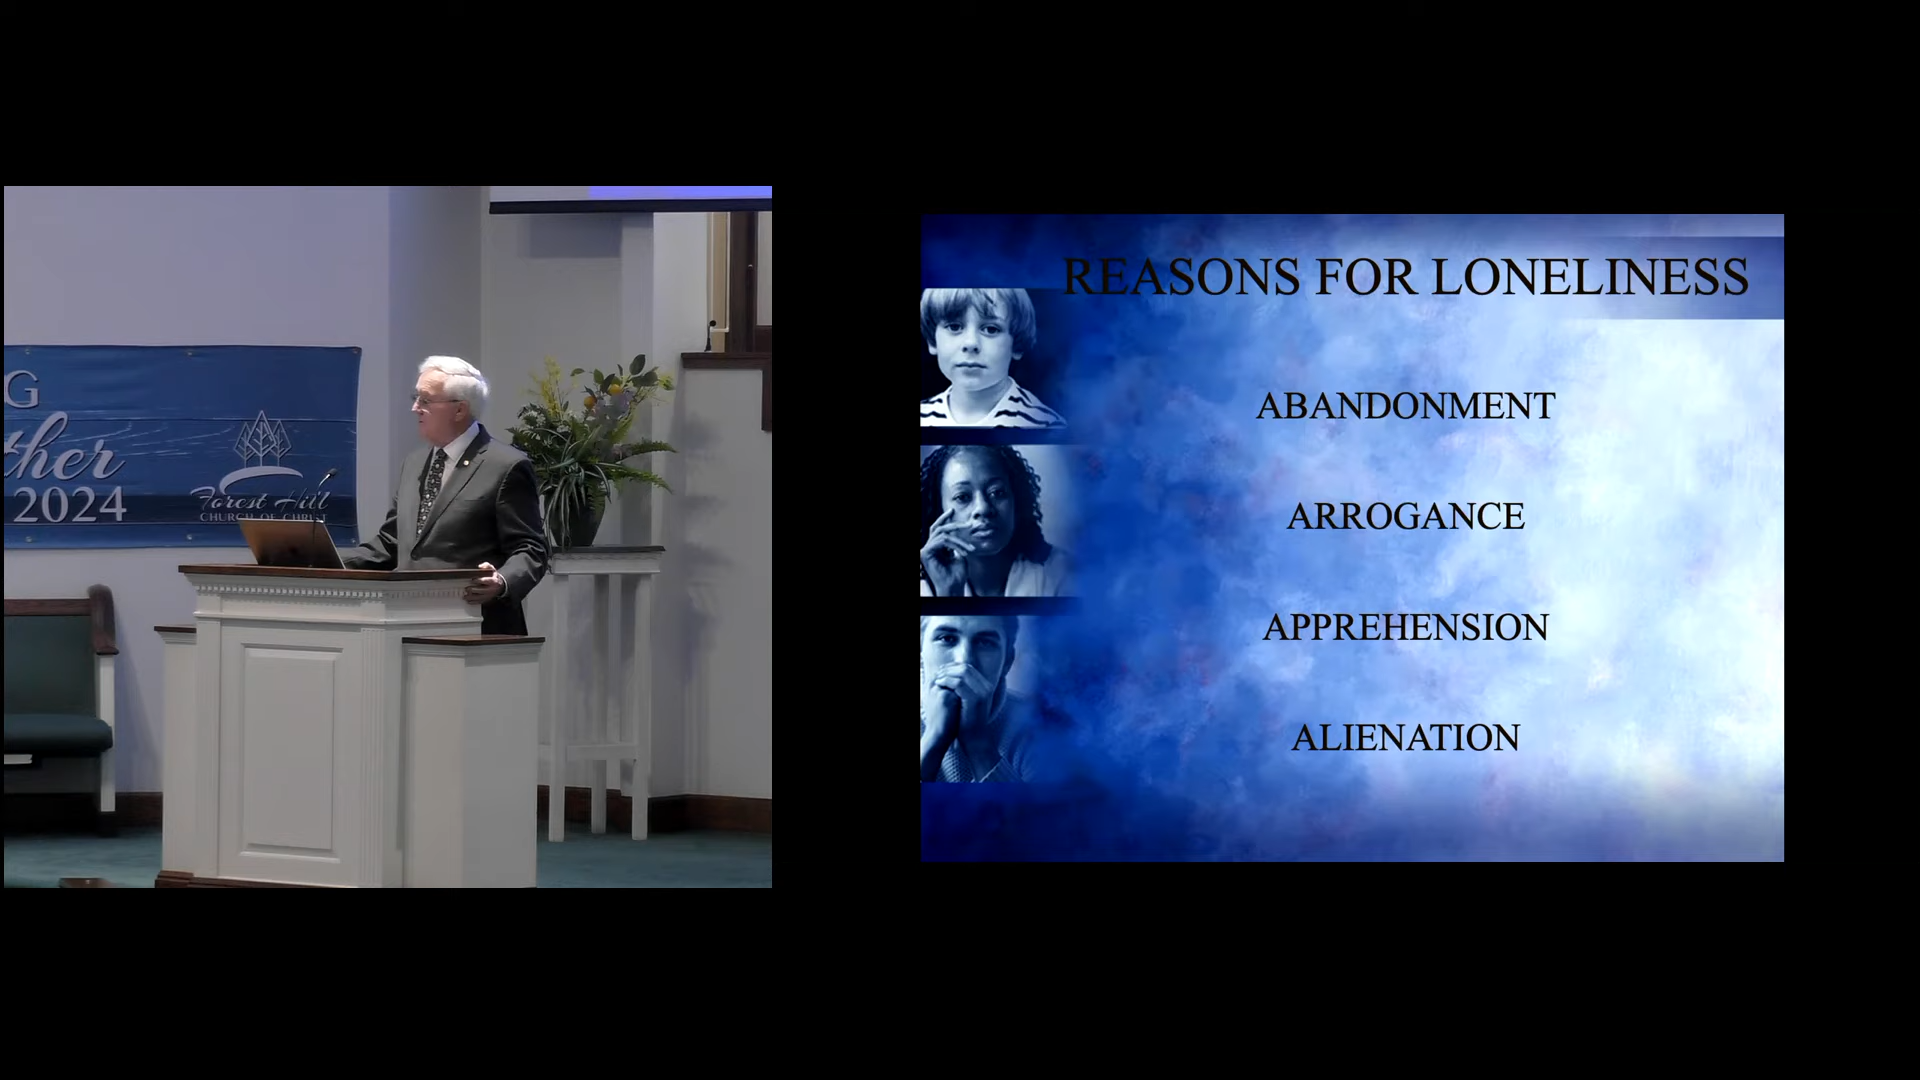 G
ther
2024
Forest Hill
CHURCH OF CHRIST
REASONS FOR LONELINESS
ABANDONMENT
ARROGANCE
APPREHENSION
ALIENATION